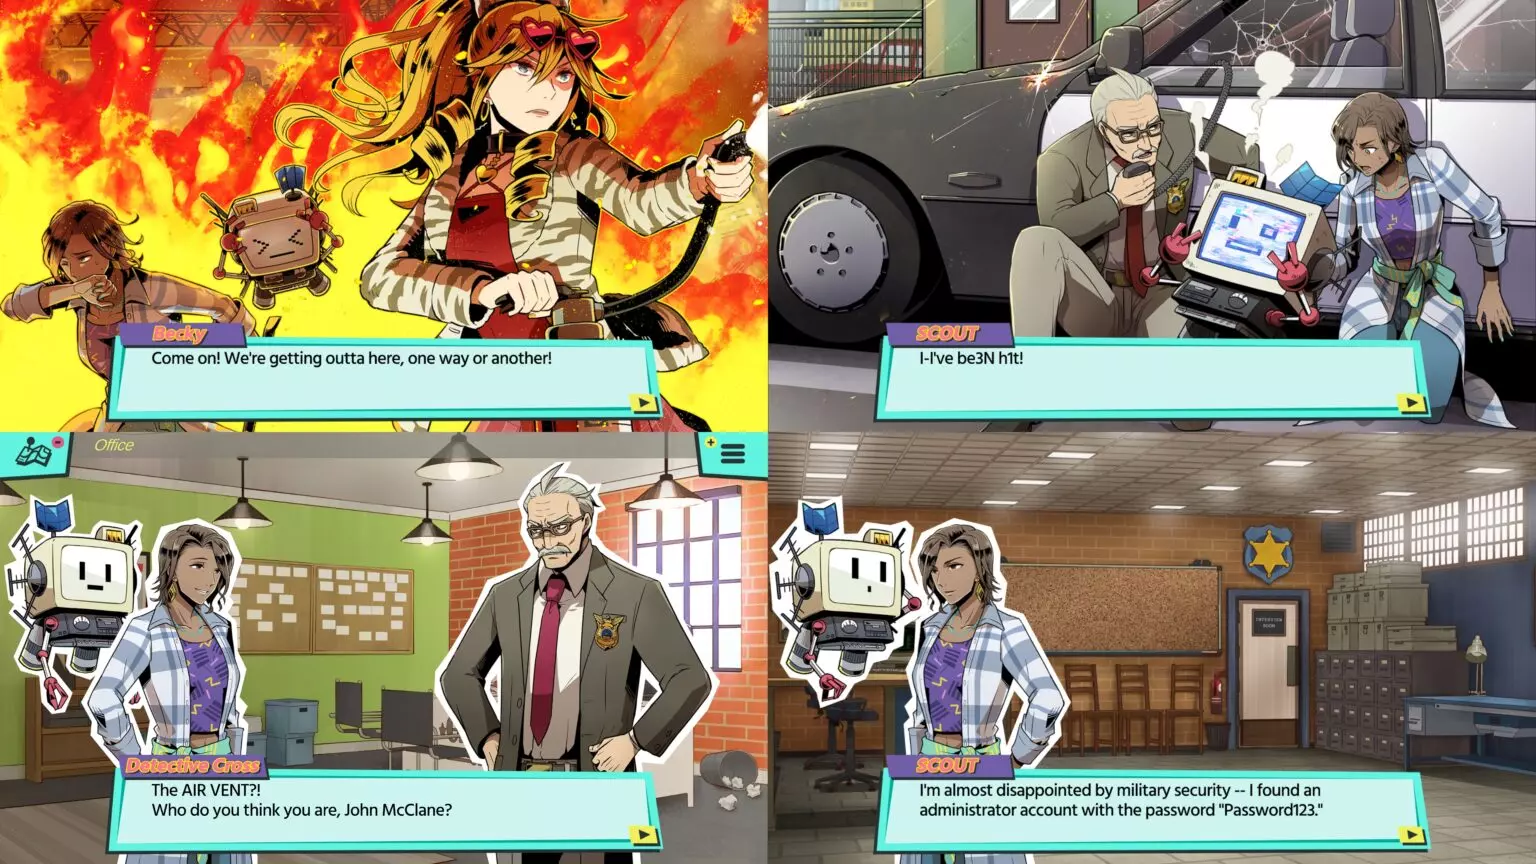 Becky
Come on! We're getting outta here, one way or another!
SCOUT
I-I've be3N h1t!
Office
Detective Cross
The AIR VENT?!
Who do you think you are, John McClane?
INTERVIEW
ROOM
SCOUT
I'm almost disappointed by military security -- I found an
administrator account with the password "Password123."